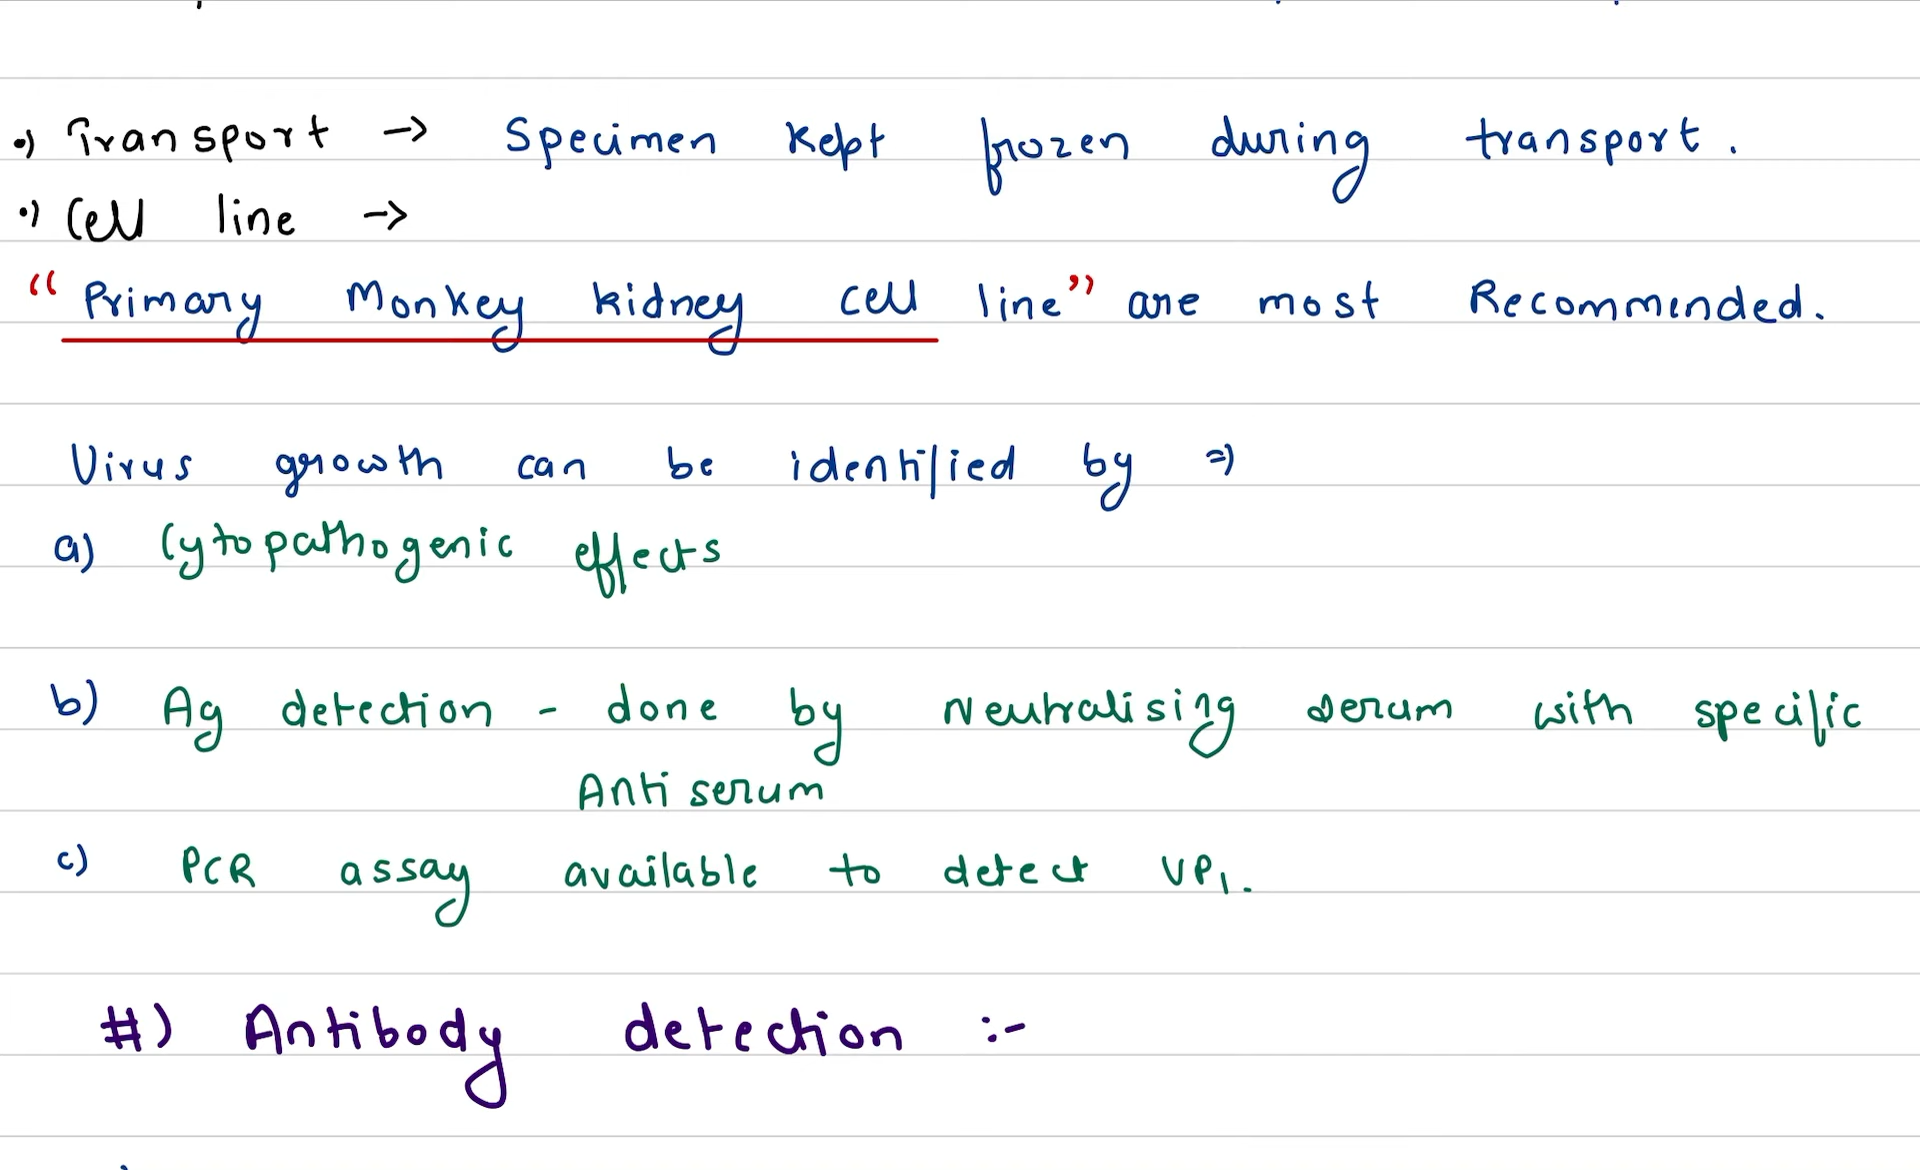 •) Transport → Specimen kept frozen during transport.
•) Cell line →
“Primary Monkey kidney cell line” are most Recommended.
Virus growth can be identified by ⇒
a) Cytopathogenic effects
b) Ag detection - done by Neutralising serum with specific
Anti serum
c) PCR assay available to detect VP1.
#) Antibody detection :-